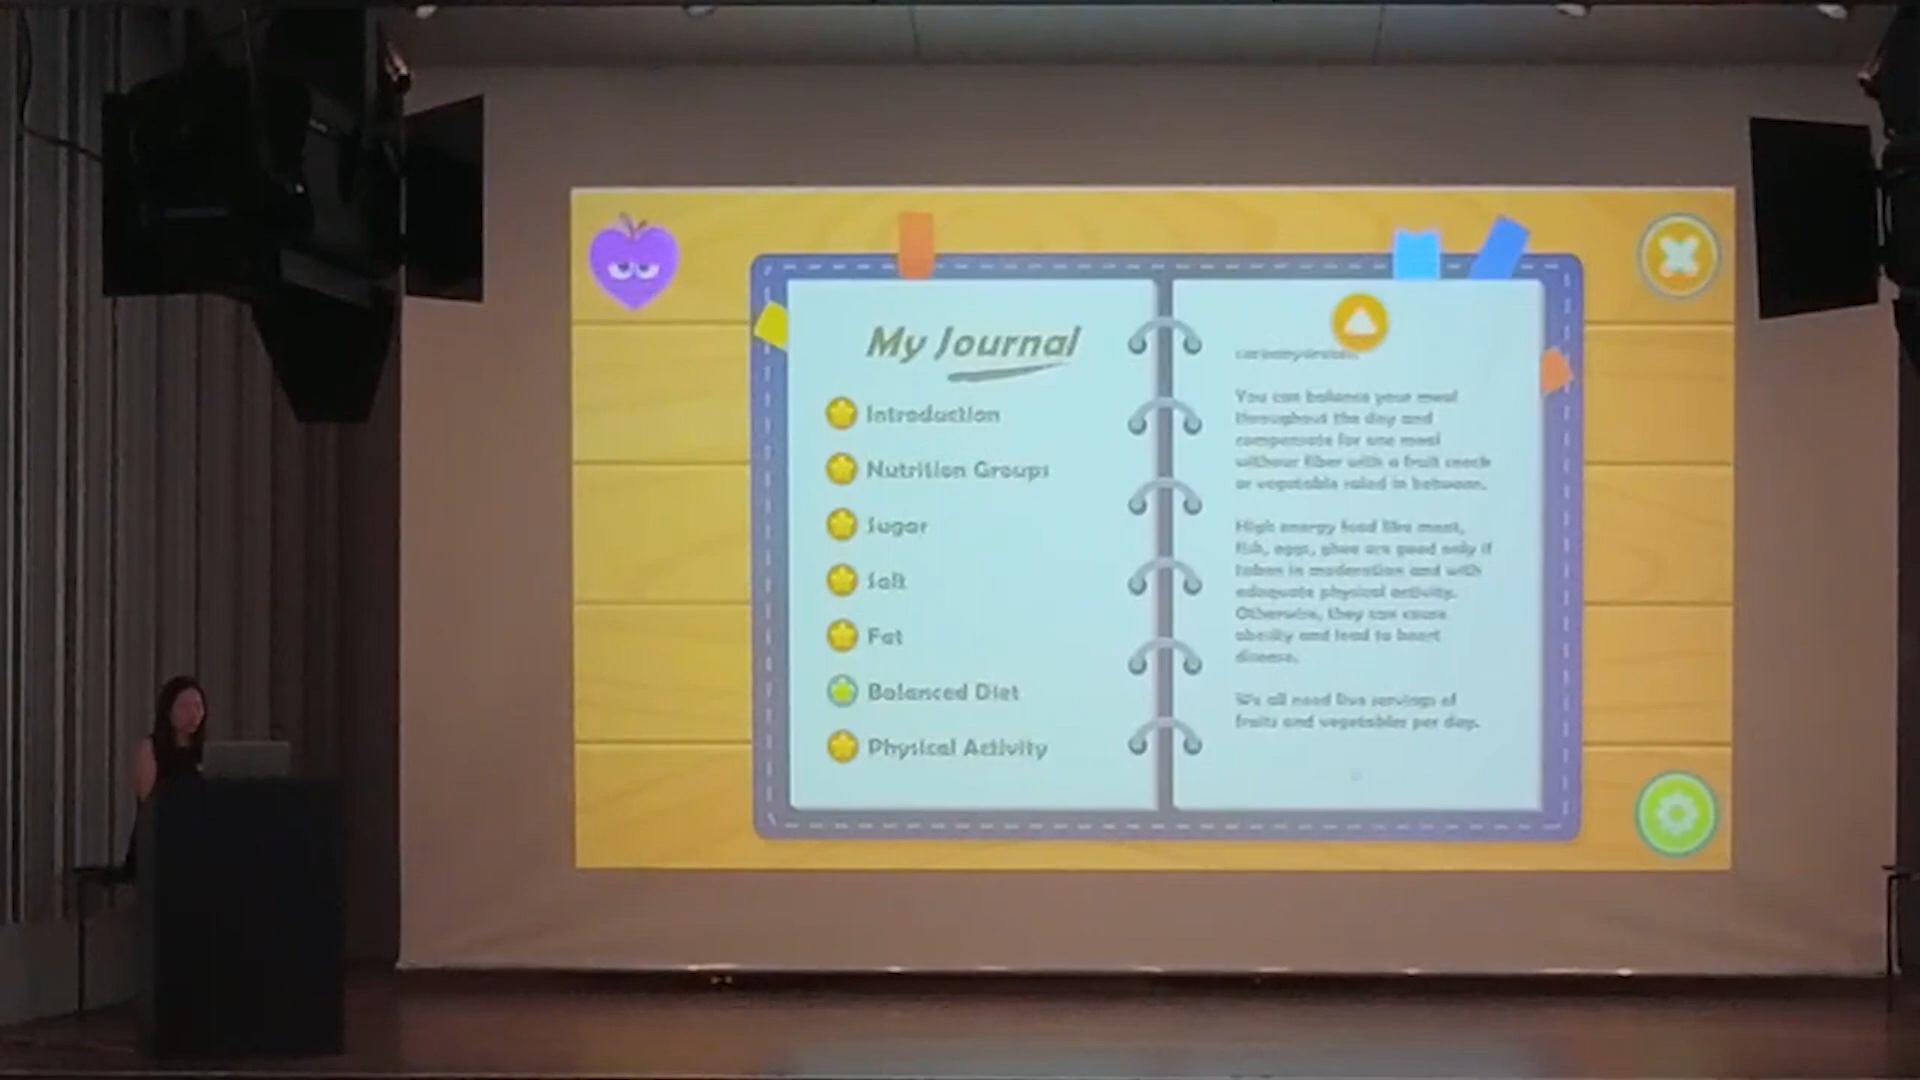 My Journal
Introduction
Nutrition Groups
Sugar
Salt
Fat
Balanced Diet
Physical Activity
You can balance your meal
throughout the day and
compensate for one meal
without fiber with a fruit snack
or vegetable salad in between.
High energy food like meat,
fish, eggs, ghee are good only if
taken in moderation and with
adequate physical activity.
Otherwise, they can cause
obesity and lead to heart
disease.
We all need five servings of
fruits and vegetables per day.